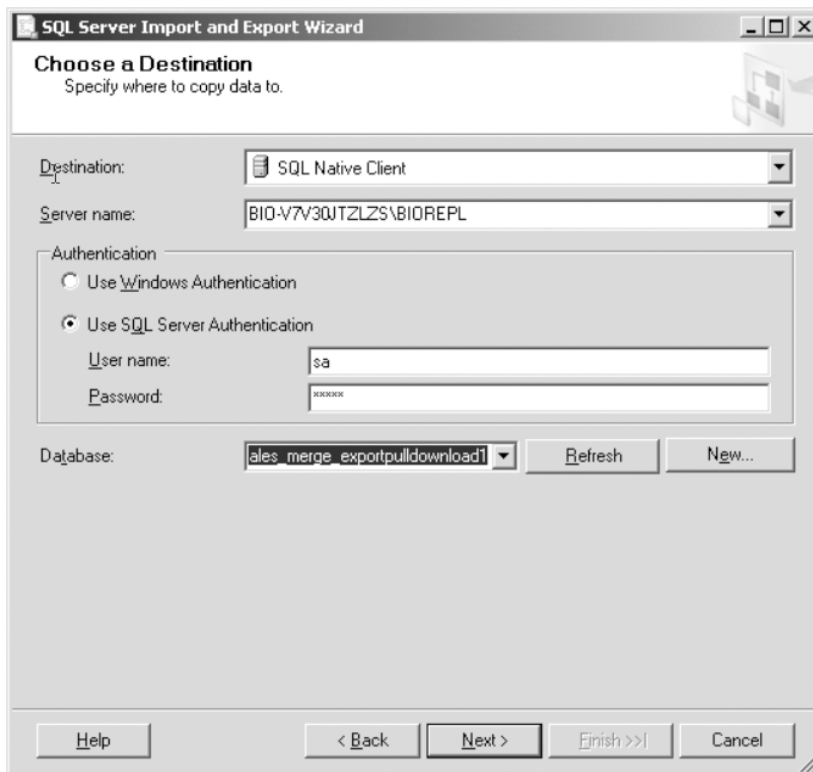 SQL Server Import and Export Wizard
Choose a Destination
Specify where to copy data to.
Destination: SQL Native Client
Server name: BIO-V7V30JTZLZS\BIOREPL
Authentication
Use Windows Authentication
Use SQL Server Authentication
User name: sa
Password: *****
Database: ales_merge_exportpulldownload1 Refresh New...
Help < Back Next > Finish >>| Cancel